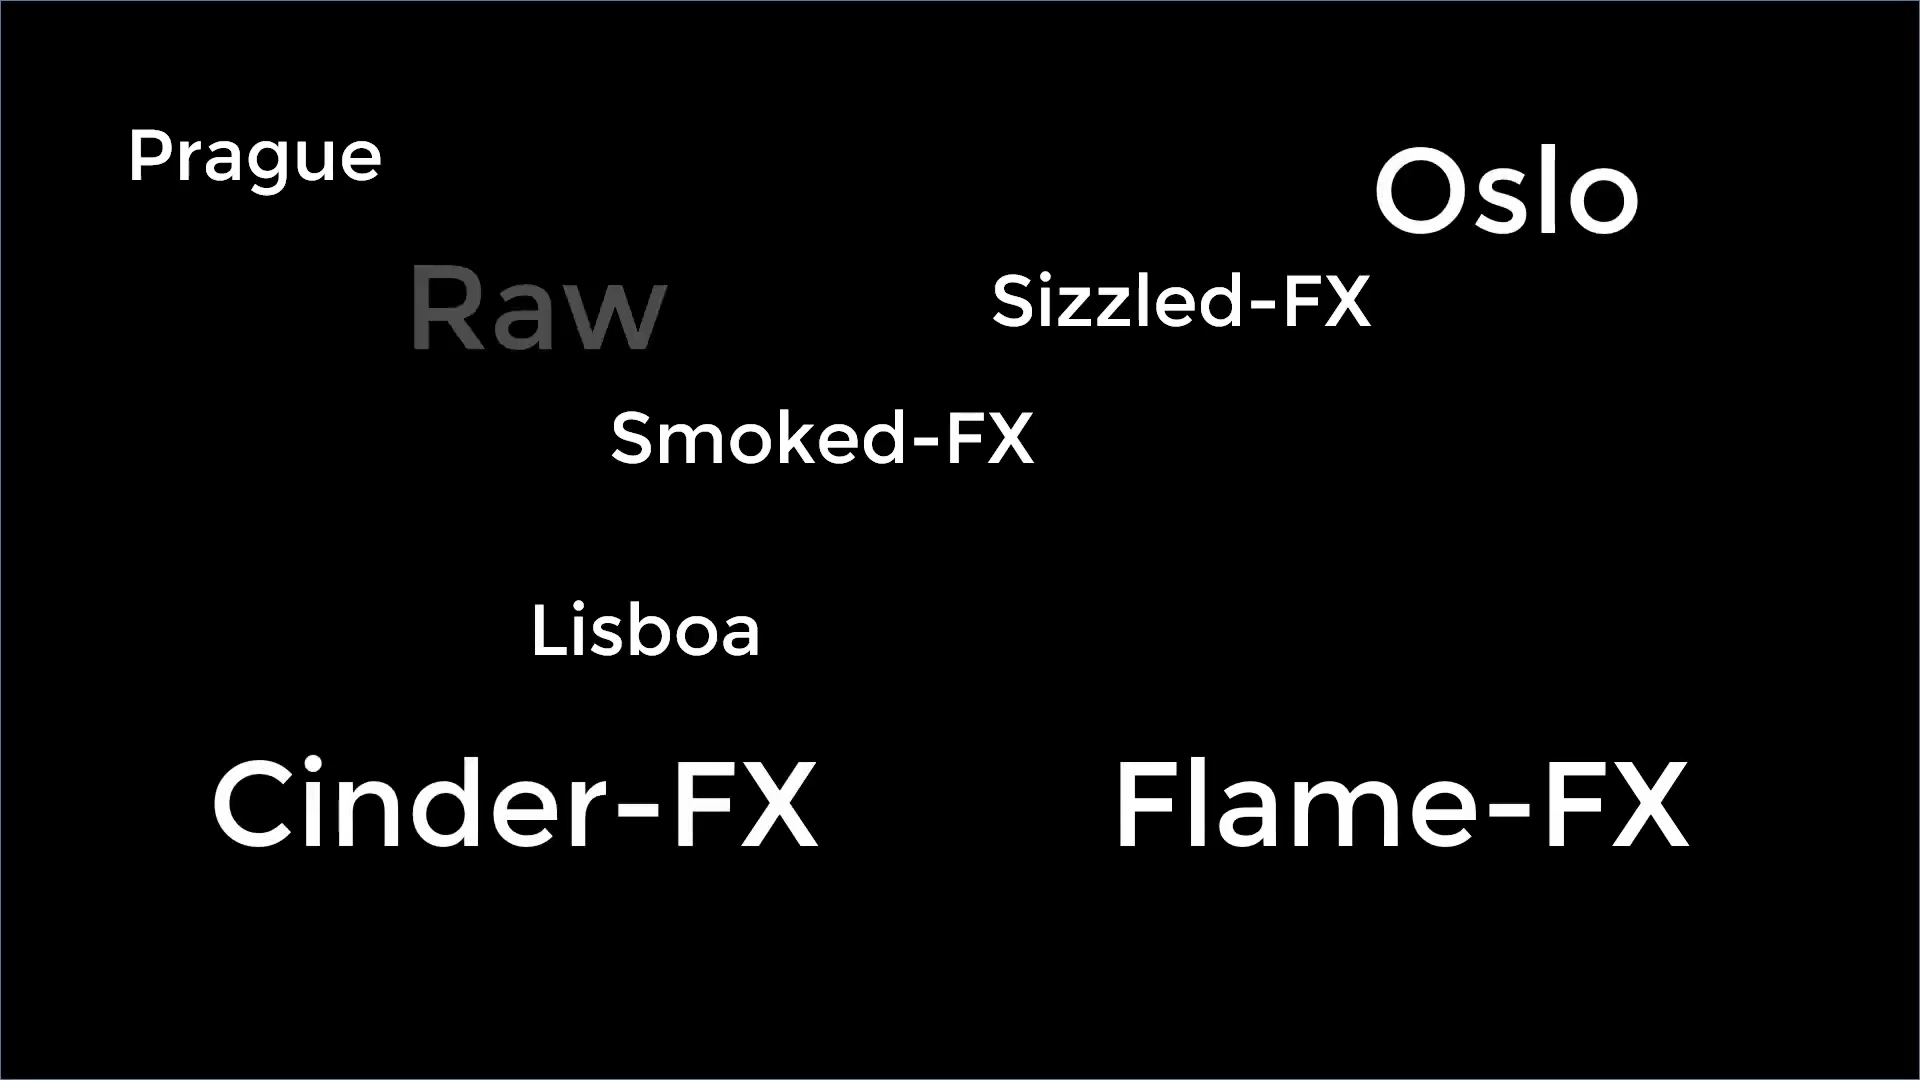 Prague
Oslo
Raw
Sizzled-FX
Smoked-FX
Lisboa
Cinder-FX
Flame-FX